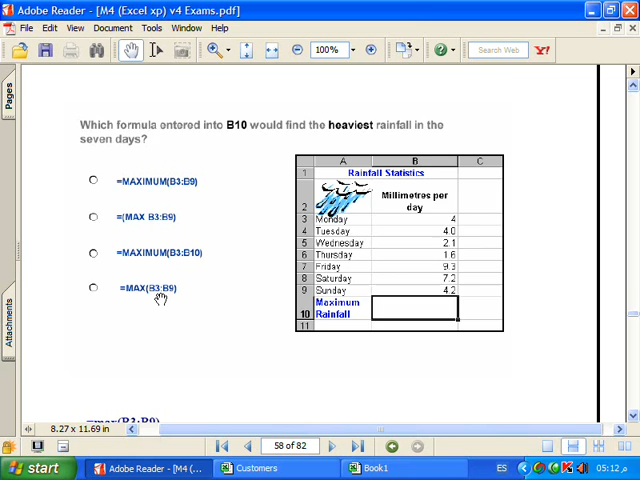 Adobe Reader - [M4 (Excel xp) v4 Exams.pdf]
File Edit View Document Tools Window Help
100%
Search Web
Y!
Pages
Attachments
Which formula entered into B10 would find the heaviest rainfall in the
seven days?
=MAXIMUM(B3:B9)
=(MAX B3:B9)
=MAXIMUM(B3:B10)
=MAX(B3:B9)
A B C
1 Rainfall Statistics
2 Millimetres per
day
3 Monday 4
4 Tuesday 4.0
5 Wednesday 2.1
6 Thursday 1.6
7 Friday 9.3
8 Saturday 7.2
9 Sunday 4.2
Maximum
10 Rainfall
11
=max(B3:B9)
8.27 x 11.69 in
58 of 82
start
Adobe Reader - [M4 (...
Customers
Book1
ES
05:12 م